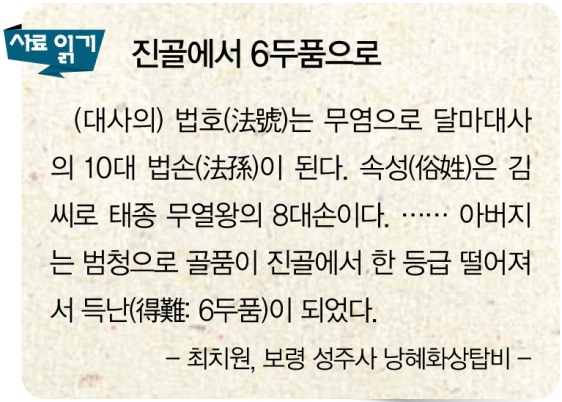 사료 읽기
진골에서 6두품으로
(대사의) 법호(法號)는 무염으로 달마대사
의 10대 법손(法孫)이 된다. 속성(俗姓)은 김
씨로 태종 무열왕의 8대손이다. …… 아버지
는 범청으로 골품이 진골에서 한 등급 떨어져
서 득난(得難: 6두품)이 되었다.
– 최치원, 보령 성주사 낭혜화상탑비 –